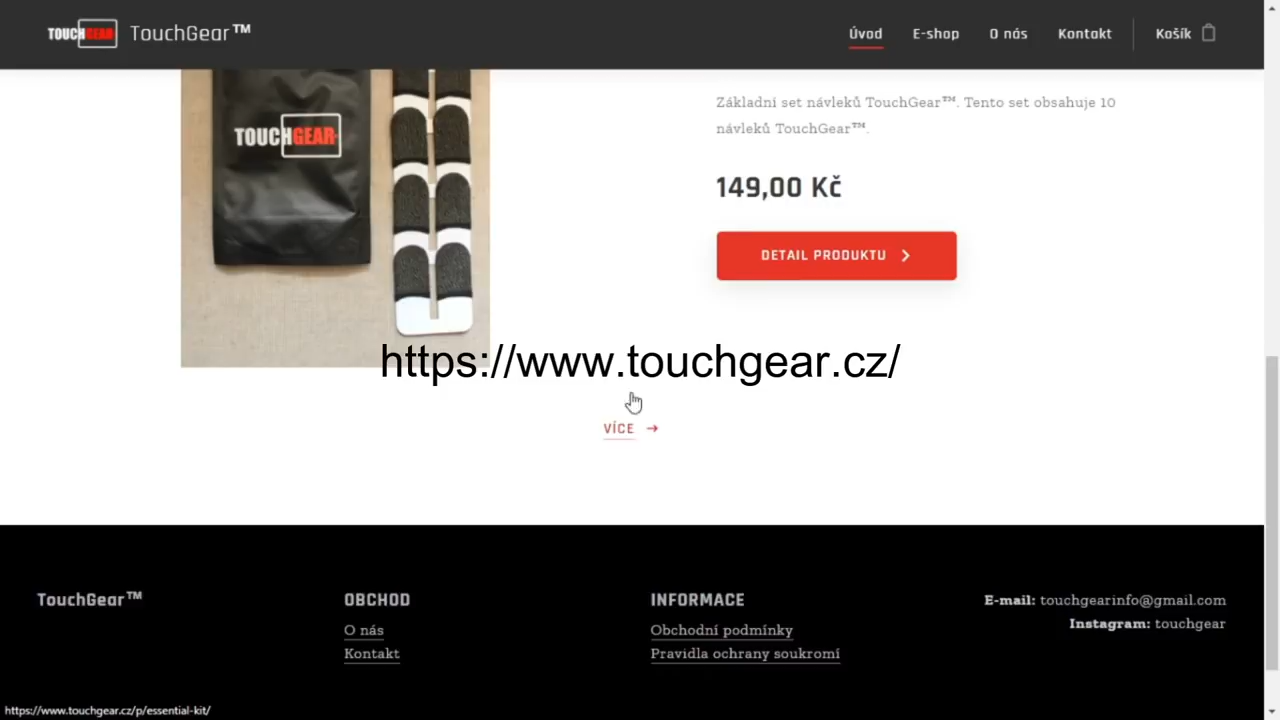 TOUCHGEAR TouchGear™ Úvod E-shop O nás Kontakt Košík
Základní set návleků TouchGear™. Tento set obsahuje 10
návleků TouchGear™.
TOUCHGEAR
149,00 Kč
DETAIL PRODUKTU
https://www.touchgear.cz/
VÍCE →
TouchGear™ OBCHOD INFORMACE E-mail: touchgearinfo@gmail.com
Instagram: touchgear
O nás Obchodní podmínky
Kontakt Pravidla ochrany soukromí
https://www.touchgear.cz/p/essential-kit/